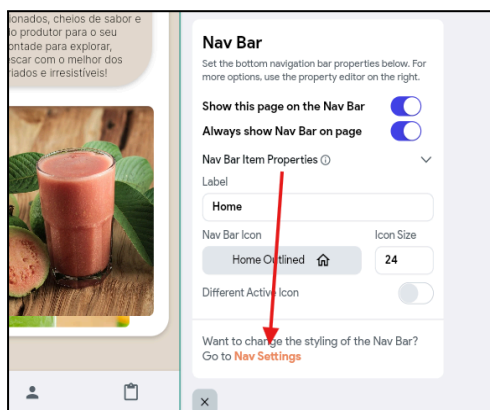 ionados, cheios de sabor e
o produtor para o seu
ontade para explorar,
scar com o melhor dos
riados e irresistíveis!
Nav Bar
Set the bottom navigation bar properties below. For
more options, use the property editor on the right.
Show this page on the Nav Bar
Always show Nav Bar on page
Nav Bar Item Properties
Label
Home
Nav Bar Icon
Icon Size
Home Outlined
24
Different Active Icon
Want to change the styling of the Nav Bar?
Go to Nav Settings